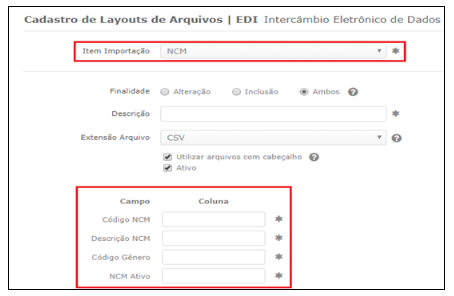 Cadastro de Layouts de Arquivos | EDI Intercâmbio Eletrônico de Dados
Item Importação NCM *
Finalidade Alteração Inclusão Ambos ?
Descrição *
Extensão Arquivo CSV ?
Utilizar arquivos com cabeçalho ?
Ativo
Campo Coluna
Código NCM *
Descrição NCM *
Código Gênero *
NCM Ativo *